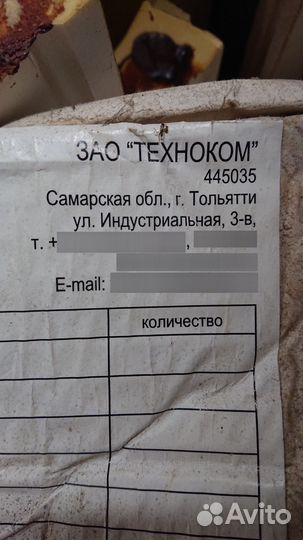 ЗАО "ТЕХНОКОМ"
445035
Самарская обл., г. Тольятти
ул. Индустриальная, 3-в,
т. +
E-mail:
количество
Avito